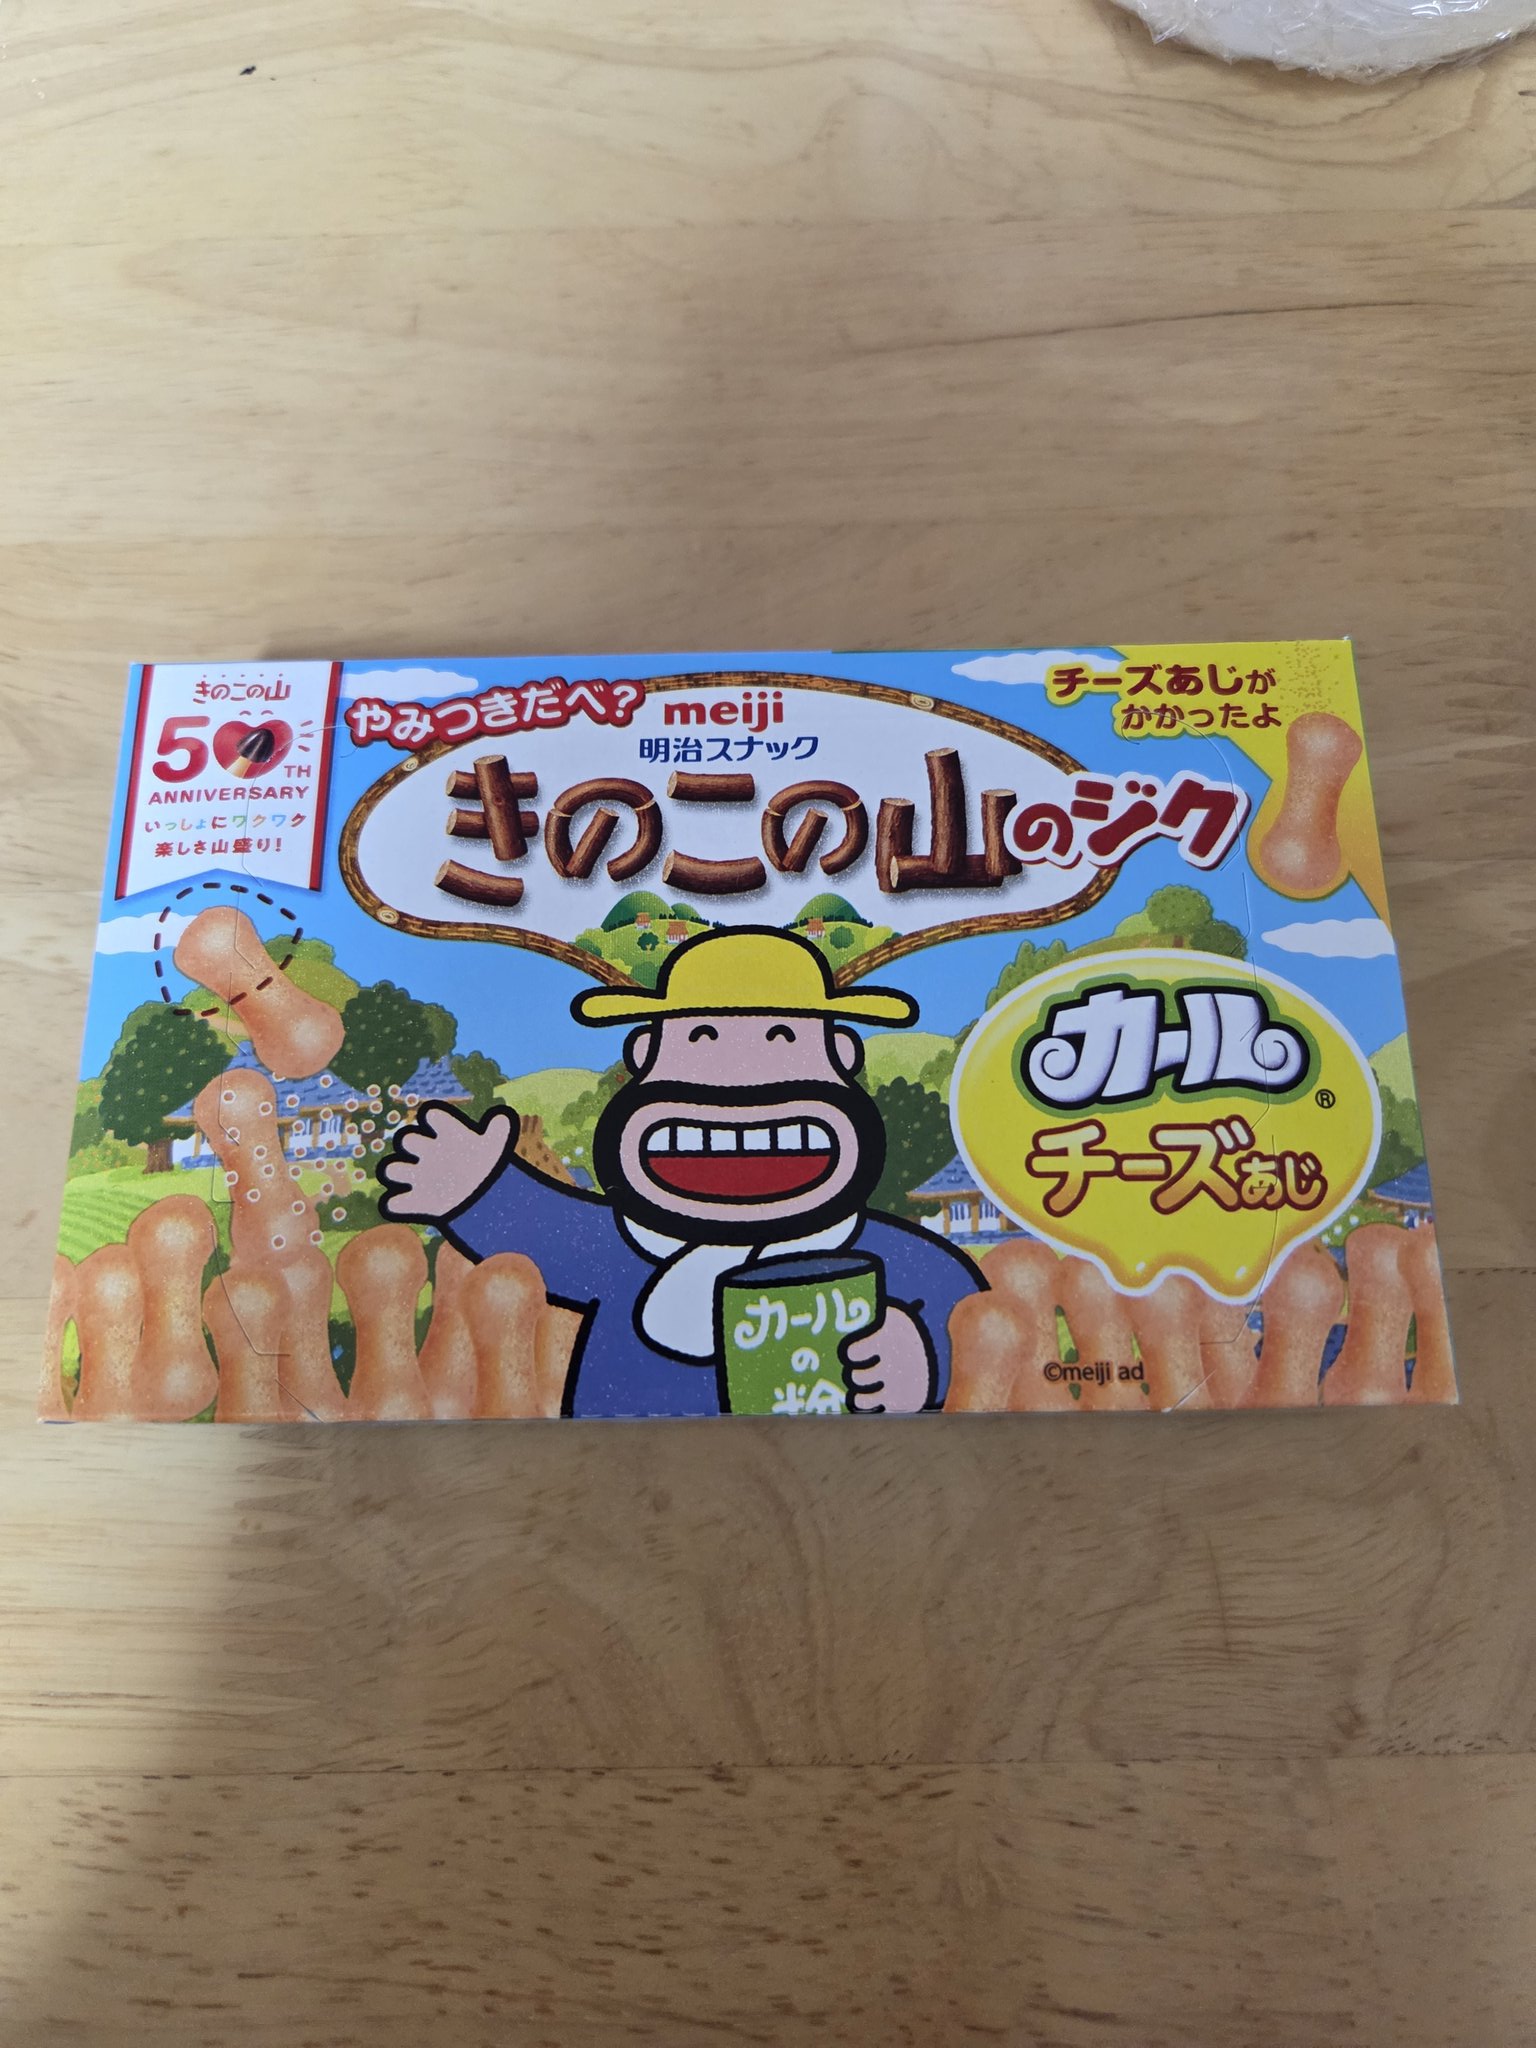 きのこの山
50TH
ANNIVERSARY
いっしょにワクワク
楽しさ山盛り!
やみつきだべ?
meiji
明治スナック
きのこの山のジク
チーズあじが
かかったよ
カール®
チーズあじ
カール
の
粉
©meiji ad